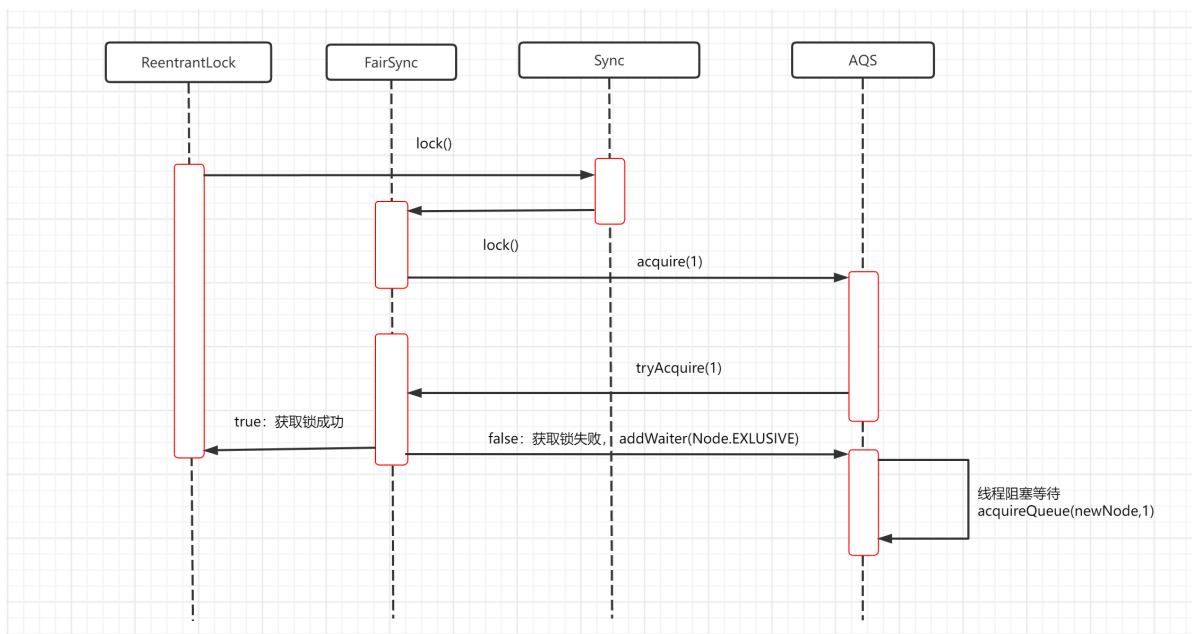 ReentrantLock
FairSync
Sync
AQS
lock()
lock()
acquire(1)
tryAcquire(1)
true：获取锁成功
false：获取锁失败， addWaiter(Node.EXLUSIVE)
线程阻塞等待
acquireQueue(newNode,1)